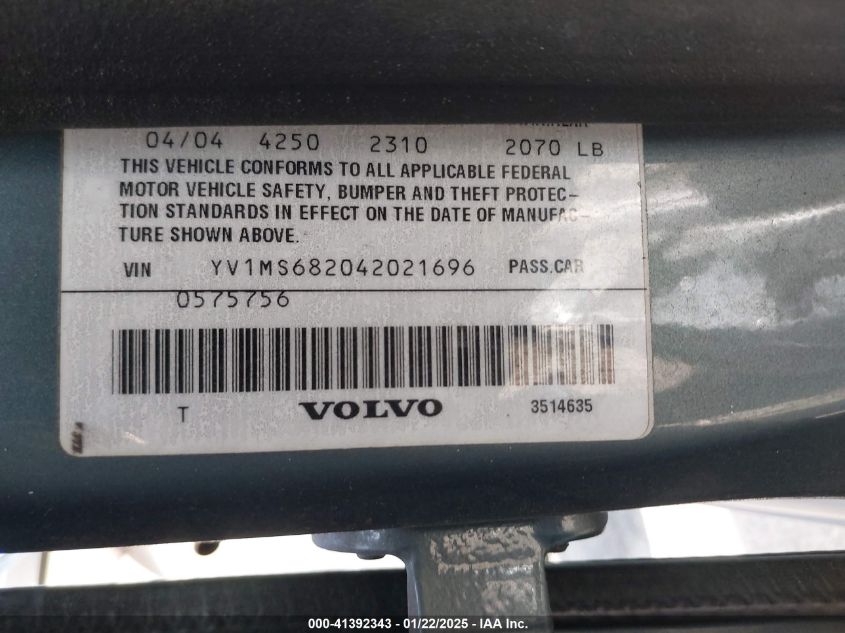 04/04 4250 2310 2070 LB
THIS VEHICLE CONFORMS TO ALL APPLICABLE FEDERAL
MOTOR VEHICLE SAFETY, BUMPER AND THEFT PROTEC-
TION STANDARDS IN EFFECT ON THE DATE OF MANUFAC-
TURE SHOWN ABOVE.
VIN YV1MS682042021696 PASS.CAR
0575756
T VOLVO 3514635
000-41392343 - 01/22/2025 - IAA Inc.